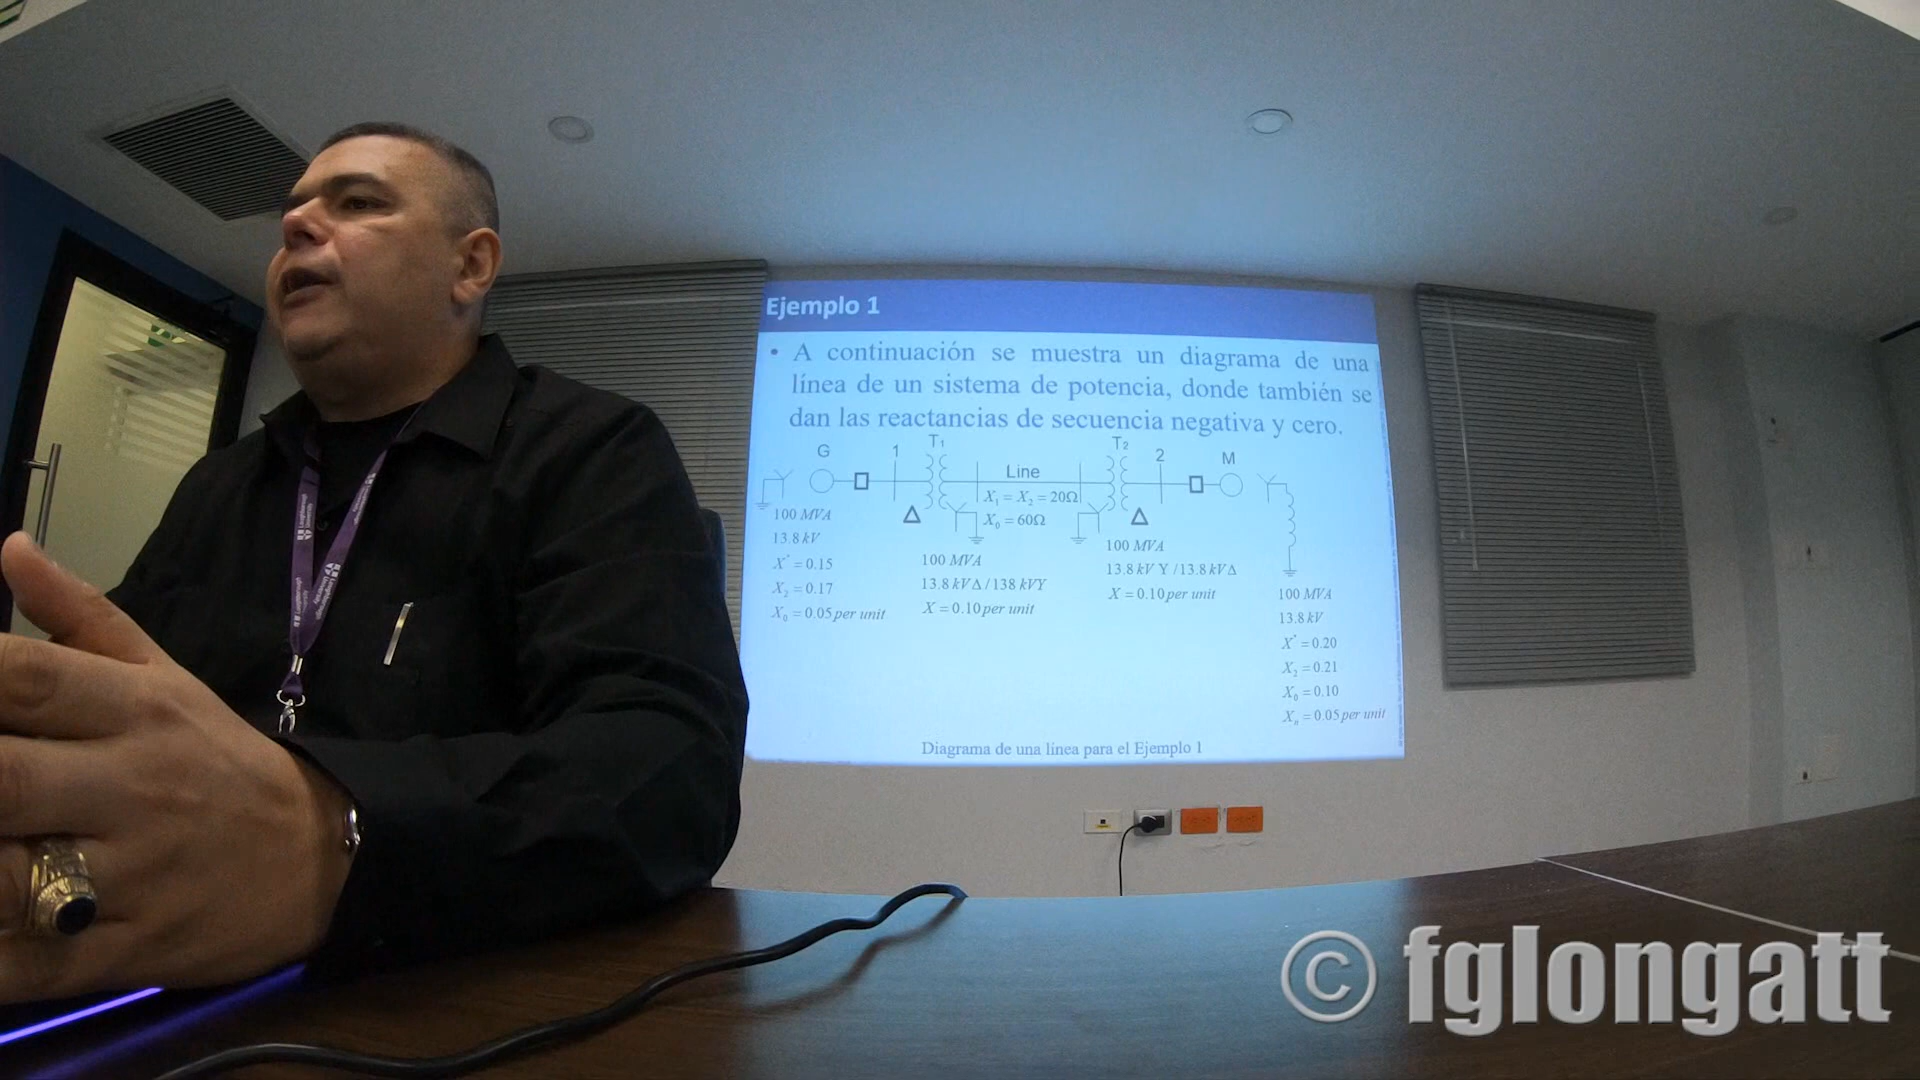 Ejemplo 1
• A continuación se muestra un diagrama de una
línea de un sistema de potencia, donde también se
dan las reactancias de secuencia negativa y cero.
G
1
T₁
Line
T₂
2
M
X₁ = X₂ = 20Ω
X₀ = 60Ω
Δ
Δ
100 MVA
13.8 kV
X" = 0.15
X₂ = 0.17
X₀ = 0.05 per unit
100 MVA
13.8 kV Δ / 138 kV Y
X = 0.10 per unit
100 MVA
13.8 kV Y / 13.8 kV Δ
X = 0.10 per unit
100 MVA
13.8 kV
X" = 0.20
X₂ = 0.21
X₀ = 0.10
Xₙ = 0.05 per unit
Diagrama de una línea para el Ejemplo 1
Loughborough
University
© fglongatt